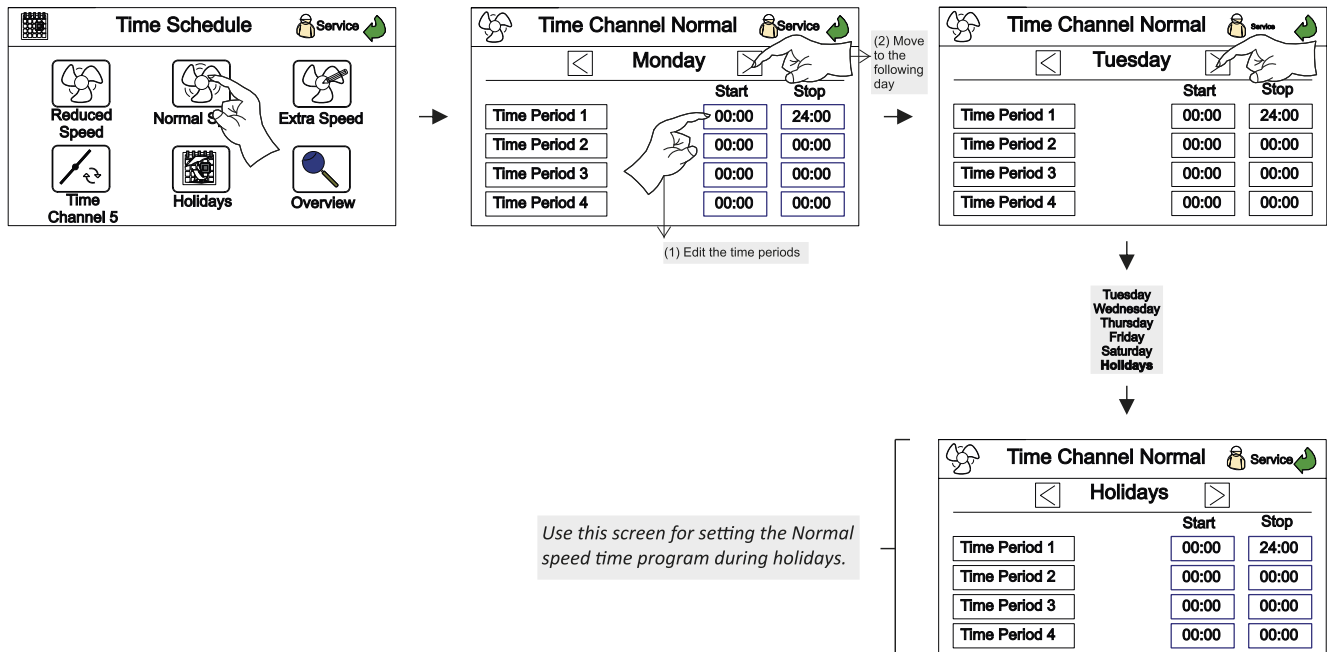 Time Schedule
Service
Reduced
Speed
Normal S
Extra Speed
Time
Channel 5
Holidays
Overview
Time Channel Normal
Service
Monday
Start Stop
Time Period 1 00:00 24:00
Time Period 2 00:00 00:00
Time Period 3 00:00 00:00
Time Period 4 00:00 00:00
(1) Edit the time periods
(2) Move
to the
following
day
Time Channel Normal
Service
Tuesday
Start Stop
Time Period 1 00:00 24:00
Time Period 2 00:00 00:00
Time Period 3 00:00 00:00
Time Period 4 00:00 00:00
Tuesday
Wednesday
Thursday
Friday
Saturday
Holidays
Use this screen for setting the Normal
speed time program during holidays.
Time Channel Normal
Service
Holidays
Start Stop
Time Period 1 00:00 24:00
Time Period 2 00:00 00:00
Time Period 3 00:00 00:00
Time Period 4 00:00 00:00